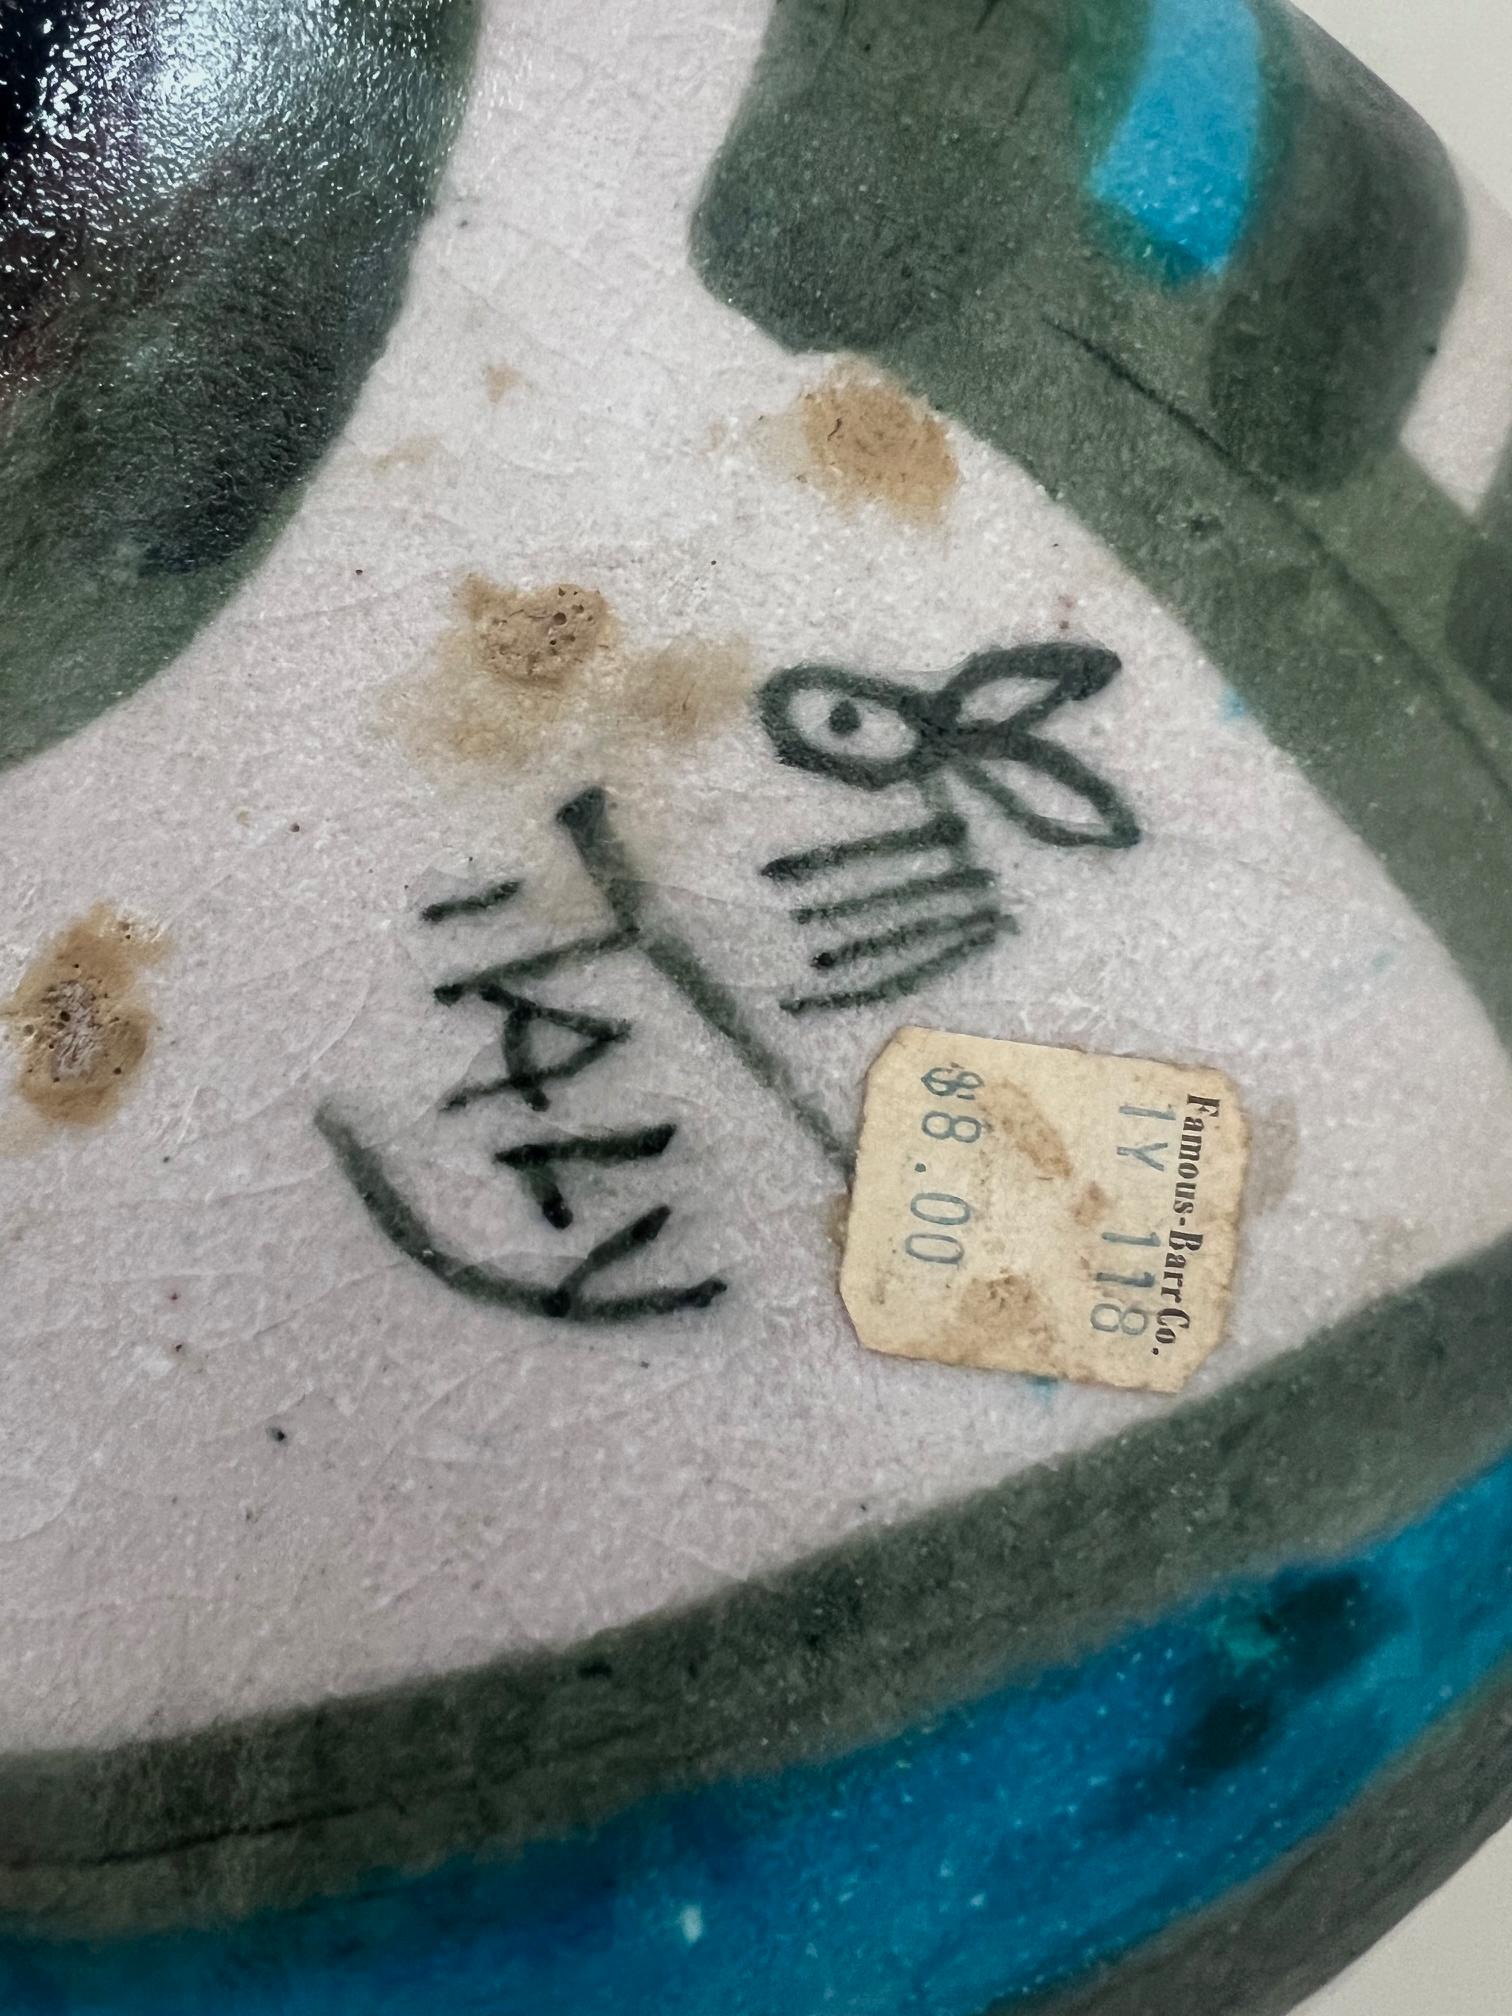 ITALY
Famous-Barr Co.
1Y 118
$8.00